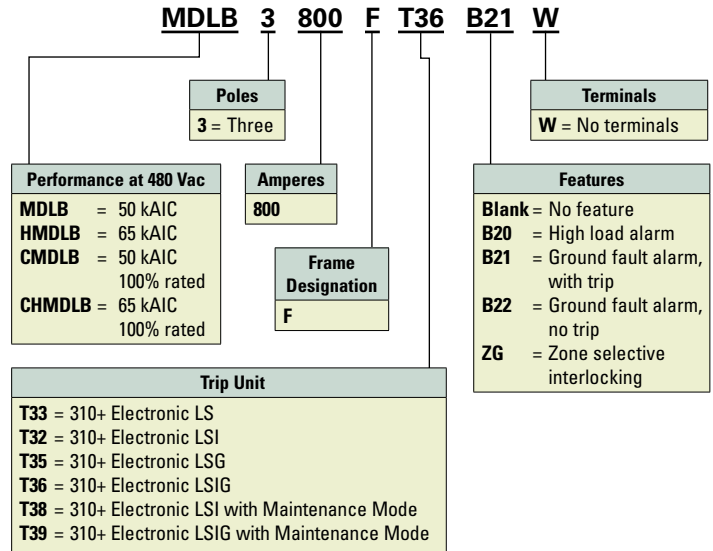 MDLB 3 800 F T36 B21 W
Poles
3 = Three
Terminals
W = No terminals
Performance at 480 Vac
MDLB = 50 kAIC
HMDLB = 65 kAIC
CMDLB = 50 kAIC
100% rated
CHMDLB = 65 kAIC
100% rated
Amperes
800
Frame
Designation
F
Features
Blank = No feature
B20 = High load alarm
B21 = Ground fault alarm,
with trip
B22 = Ground fault alarm,
no trip
ZG = Zone selective
interlocking
Trip Unit
T33 = 310+ Electronic LS
T32 = 310+ Electronic LSI
T35 = 310+ Electronic LSG
T36 = 310+ Electronic LSIG
T38 = 310+ Electronic LSI with Maintenance Mode
T39 = 310+ Electronic LSIG with Maintenance Mode